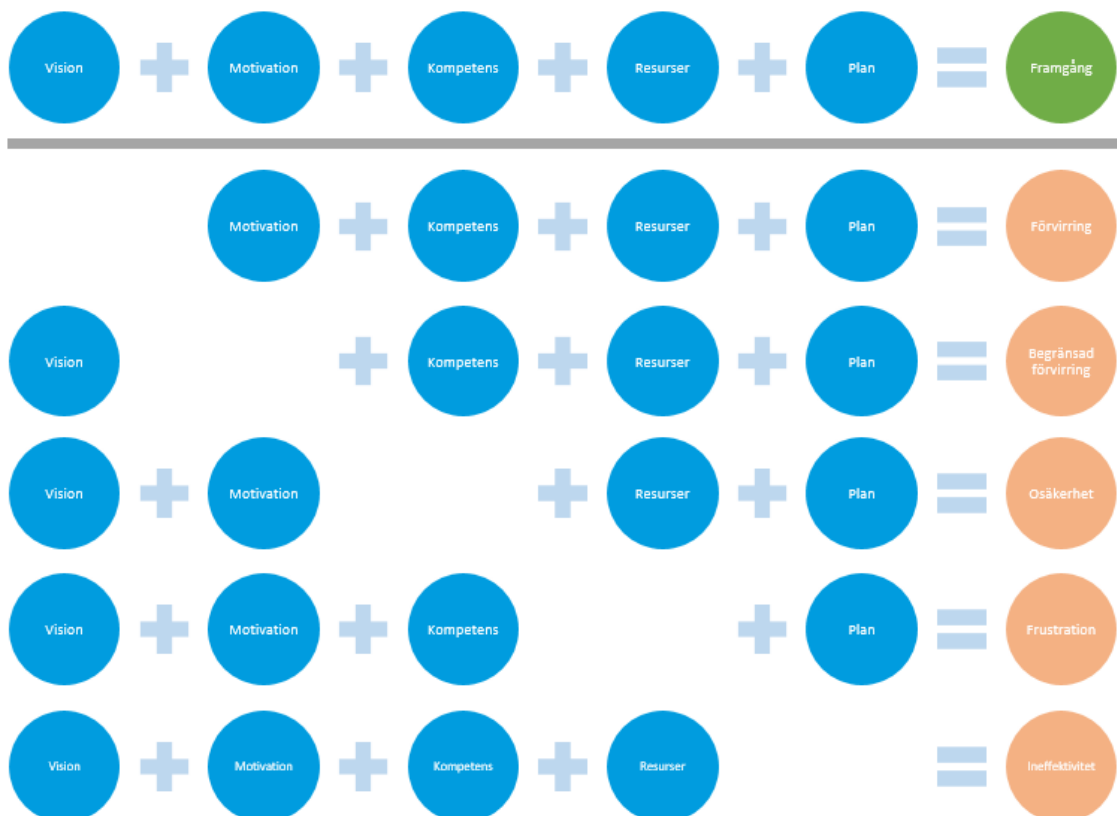 Vision Motivation Kompetens Resurser Plan Framgång
Motivation Kompetens Resurser Plan Förvirring
Vision Kompetens Resurser Plan Begränsad
förvirring
Vision Motivation Resurser Plan Osäkerhet
Vision Motivation Kompetens Plan Frustration
Vision Motivation Kompetens Resurser Ineffektivitet